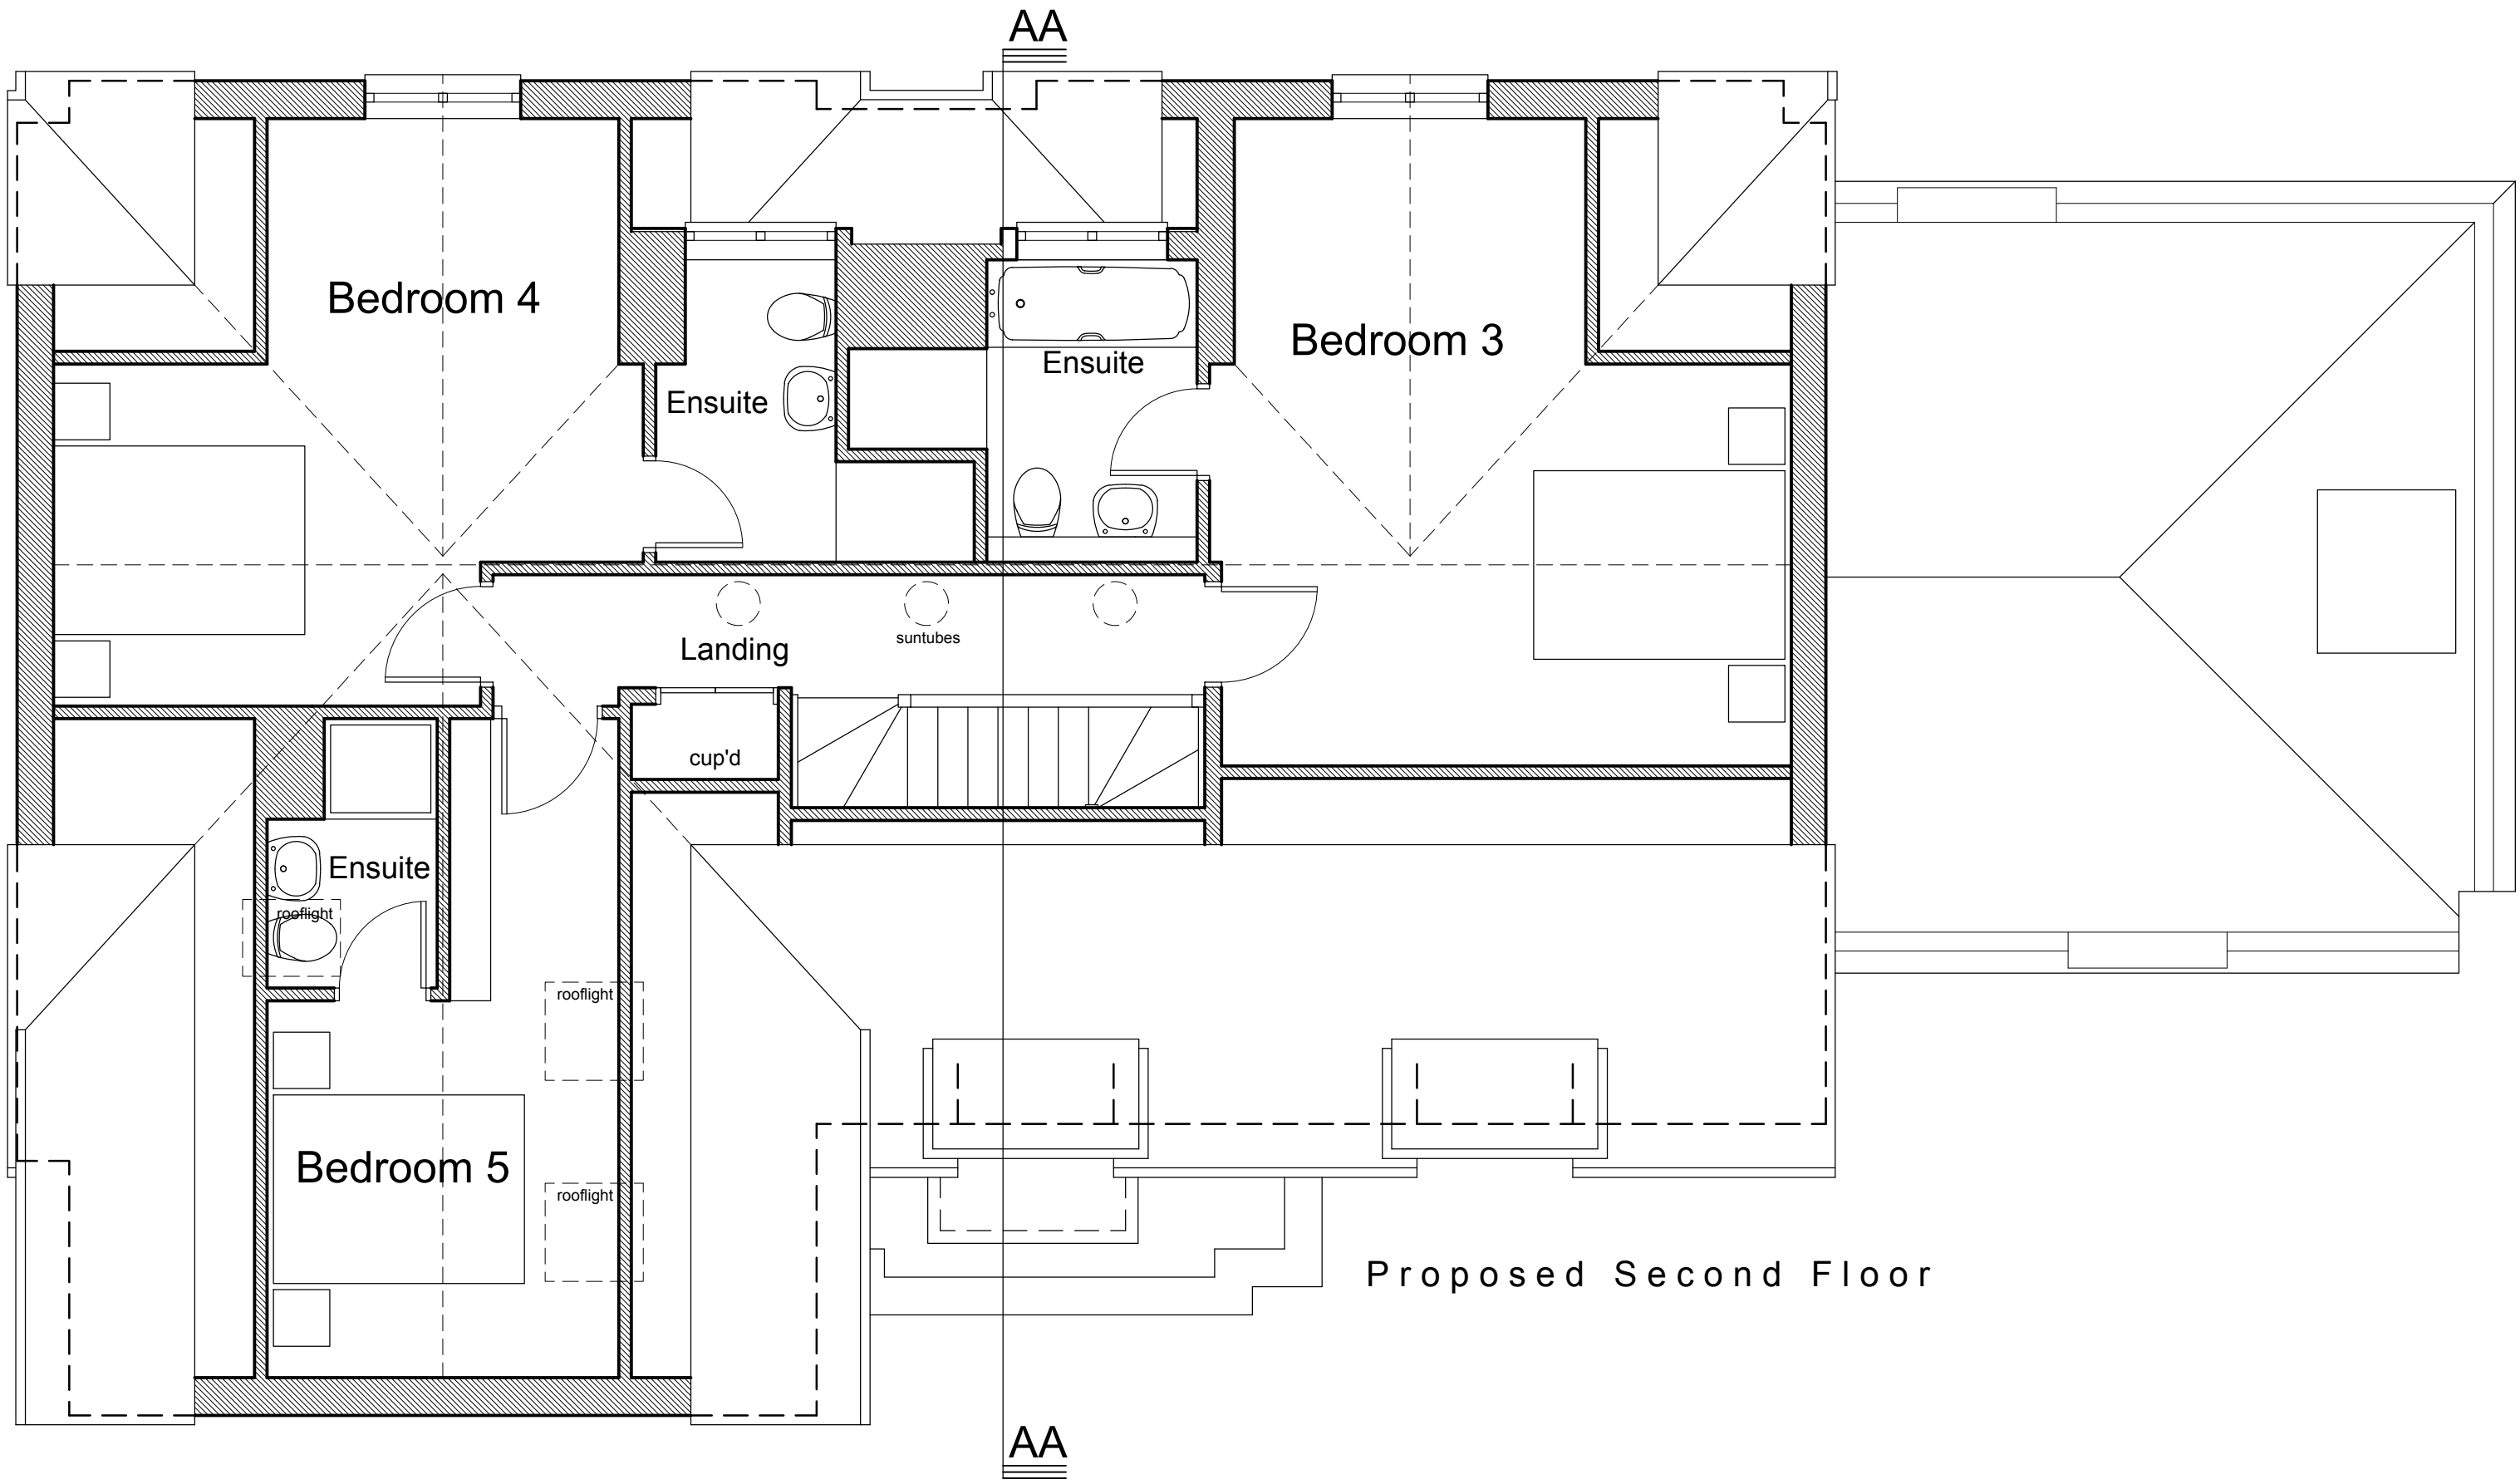 AA
Bedroom 4
Bedroom 3
Ensuite
Ensuite
suntubes
Landing
cup'd
Ensuite
rooflight
rooflight
Bedroom 5
rooflight
Proposed Second Floor
AA